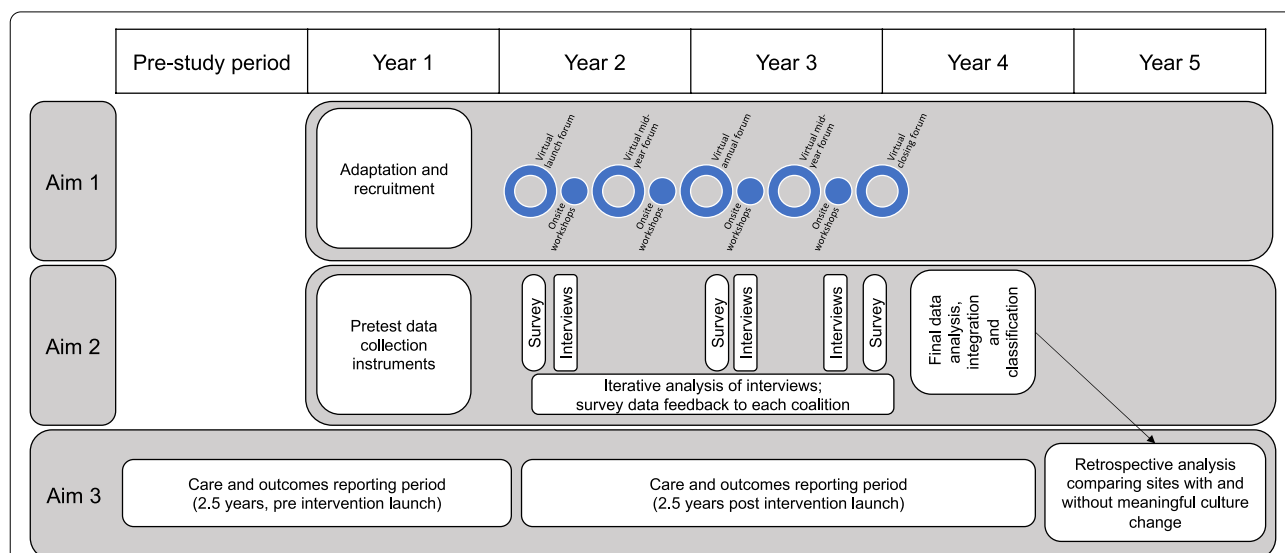 Pre-study period
Year 1
Year 2
Year 3
Year 4
Year 5
Aim 1
Adaptation and
recruitment
Virtual
launch forum
Onsite
workshops
Virtual mid-
year forum
Onsite
workshops
Virtual
annual forum
Onsite
workshops
Virtual mid-
year forum
Onsite
workshops
Virtual
closing forum
Aim 2
Pretest data
collection
instruments
Survey
Interviews
Survey
Interviews
Interviews
Survey
Iterative analysis of interviews;
survey data feedback to each coalition
Final data
analysis,
integration
and
classification
Aim 3
Care and outcomes reporting period
(2.5 years, pre intervention launch)
Care and outcomes reporting period
(2.5 years post intervention launch)
Retrospective analysis
comparing sites with and
without meaningful culture
change